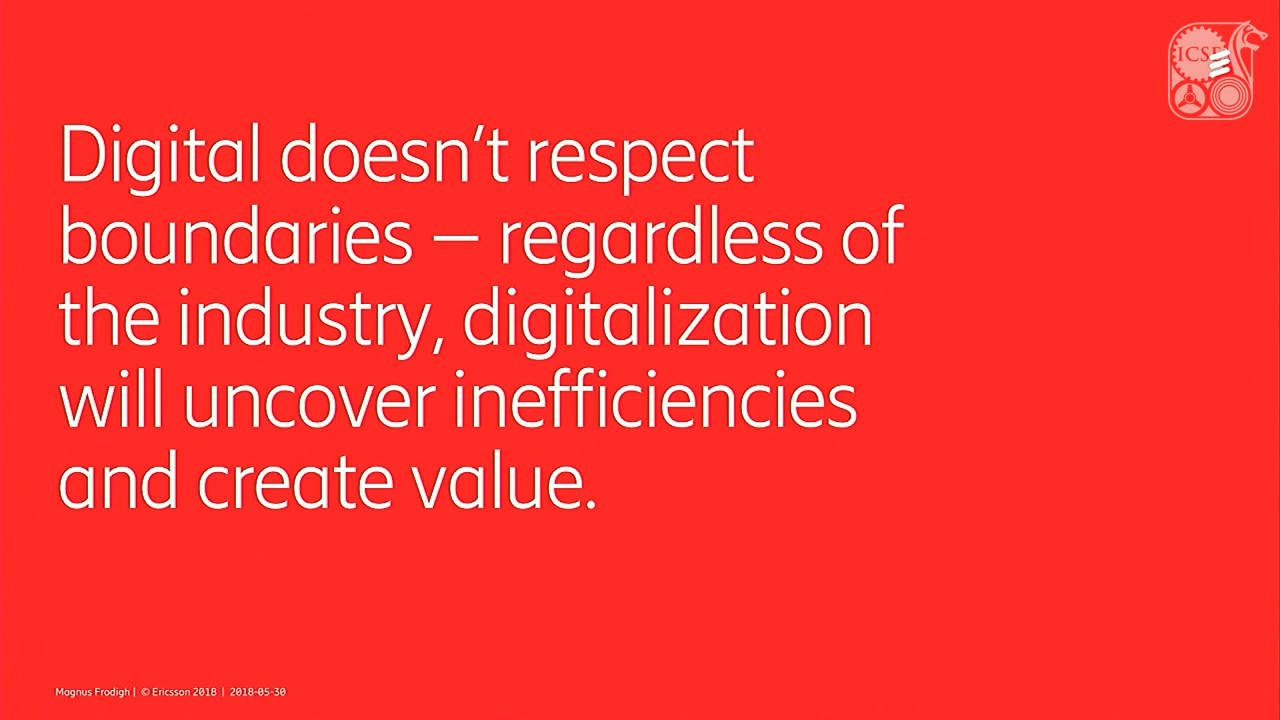 ICSE
Digital doesn’t respect
boundaries – regardless of
the industry, digitalization
will uncover inefficiencies
and create value.
Magnus Frodigh | © Ericsson 2018 | 2018-05-30